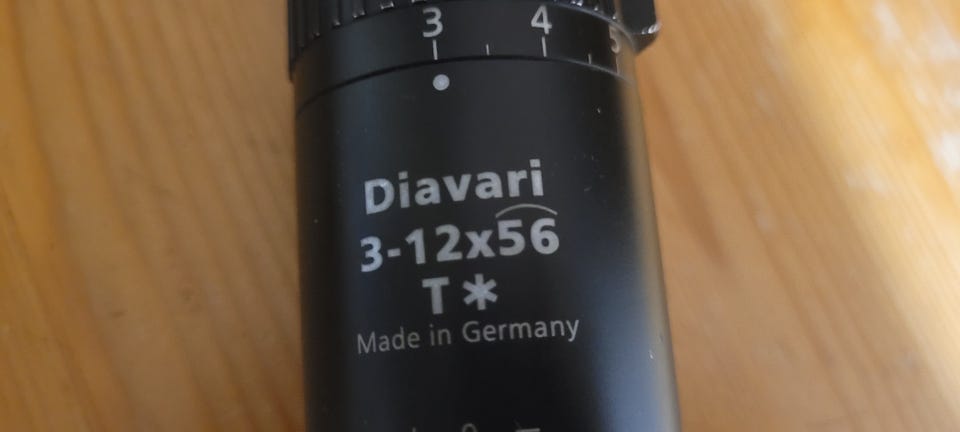 3 4 5
Diavari
3-12x56
T*
Made in Germany